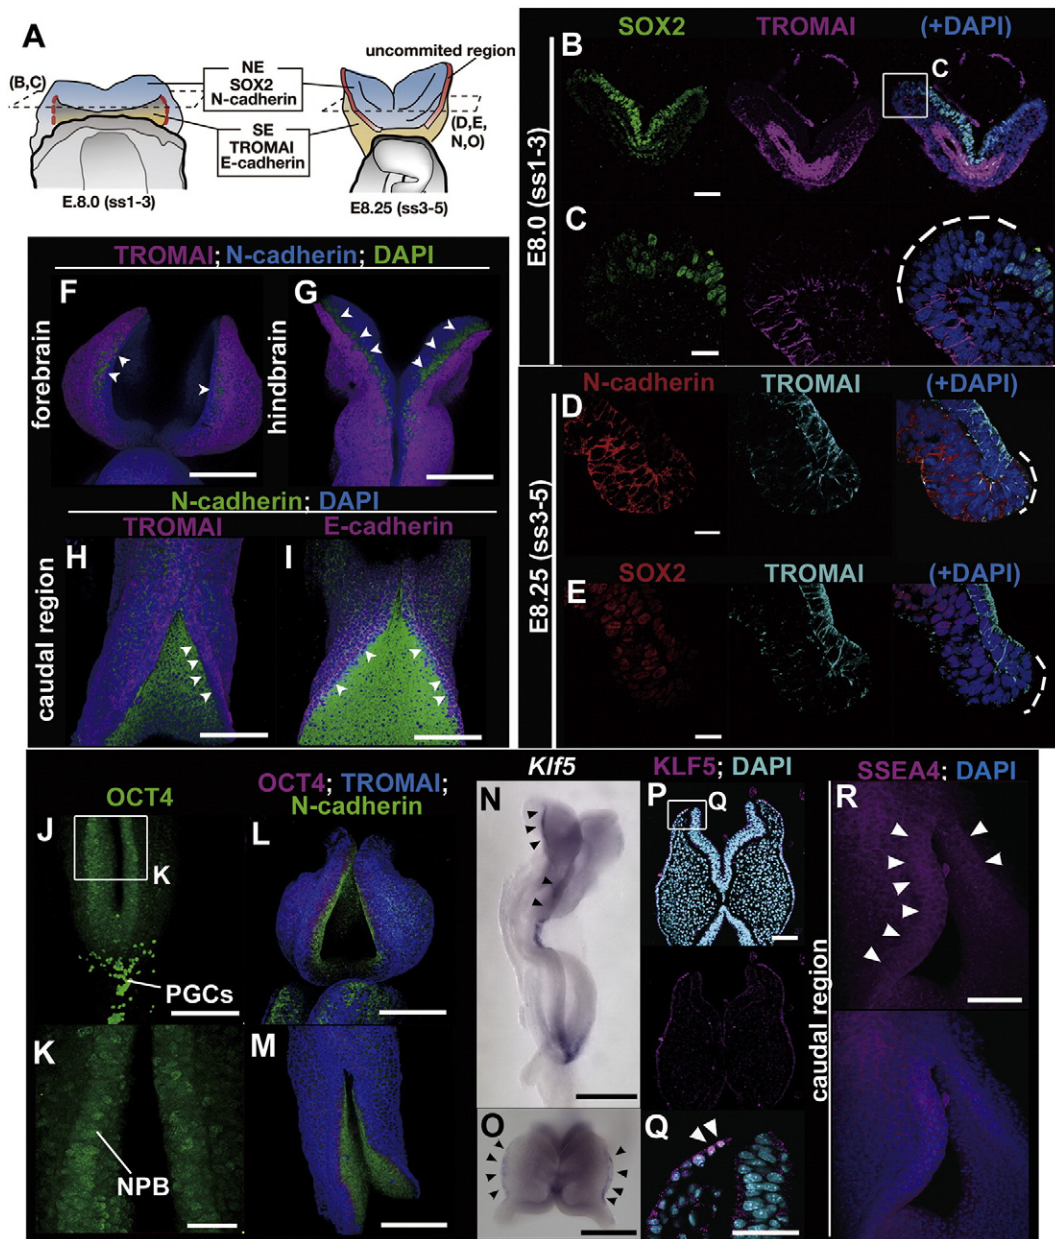 A
uncommited region
(B,C)
NE
SOX2
N-cadherin
(D,E,
N,O)
SE
TROMAI
E-cadherin
E.8.0 (ss1-3)
E8.25 (ss3-5)
SOX2 TROMAI (+DAPI)
B
C
E8.0 (ss1-3)
C
TROMAI; N-cadherin; DAPI
F
G
forebrain
hindbrain
N-cadherin; DAPI
TROMAI E-cadherin
H
I
caudal region
N-cadherin TROMAI (+DAPI)
D
E8.25 (ss3-5)
SOX2 TROMAI (+DAPI)
E
OCT4
J
K
PGCs
K
NPB
OCT4; TROMAI;
N-cadherin
L
M
Klf5
N
O
KLF5; DAPI
P
Q
Q
SSEA4; DAPI
R
caudal region